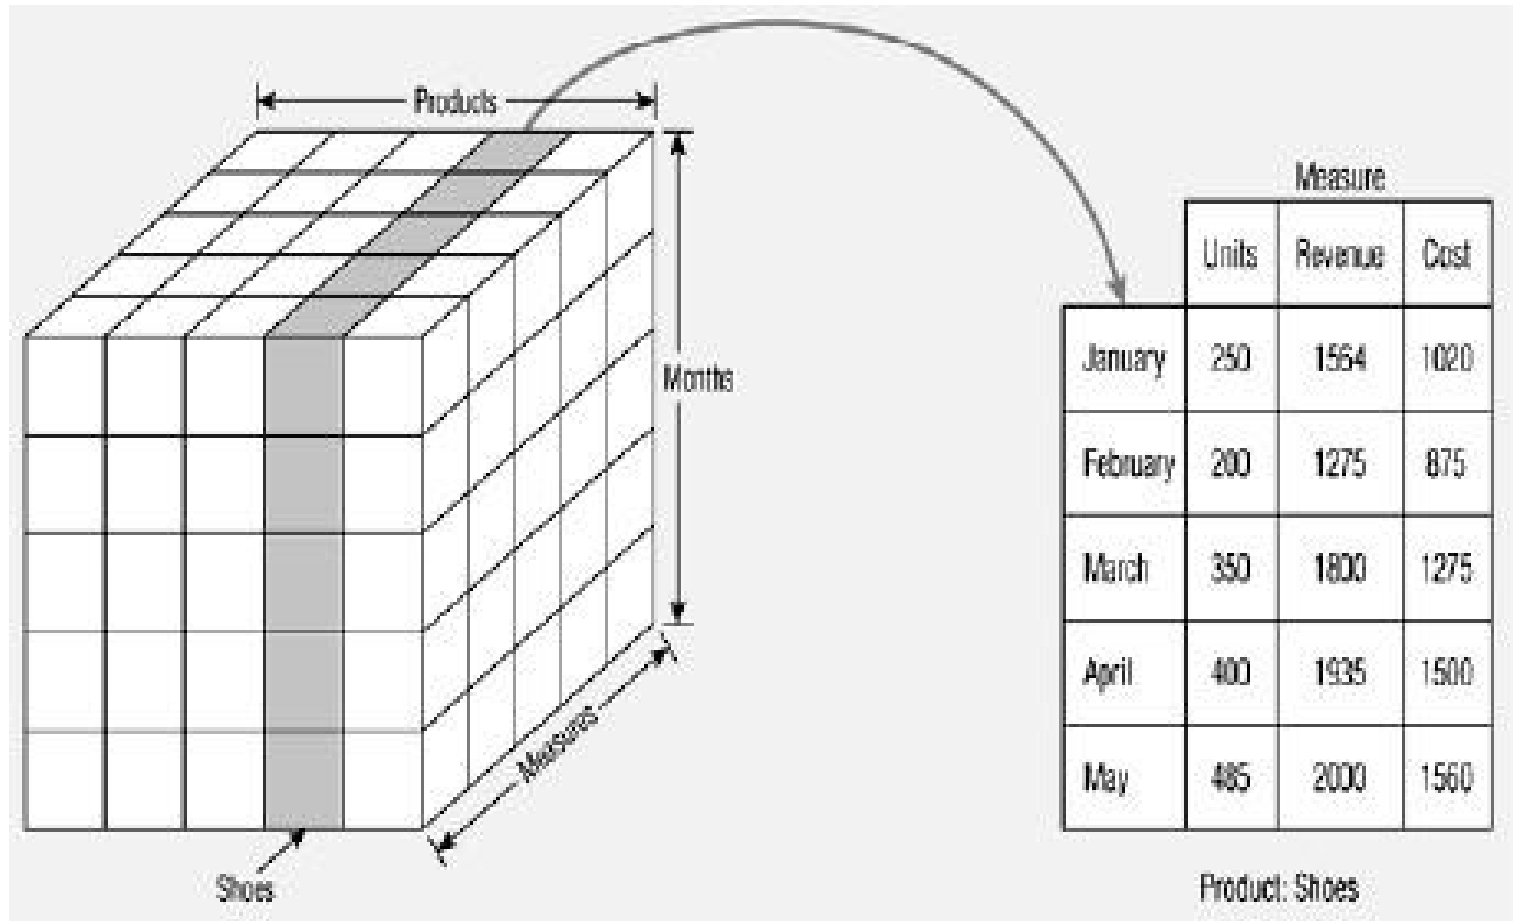 Products
Months
Measures
Shoes
Measure
Units Revenue Cost
January 250 1564 1020
February 200 1275 875
March 350 1800 1275
April 400 1935 1500
May 485 2000 1560
Product: Shoes